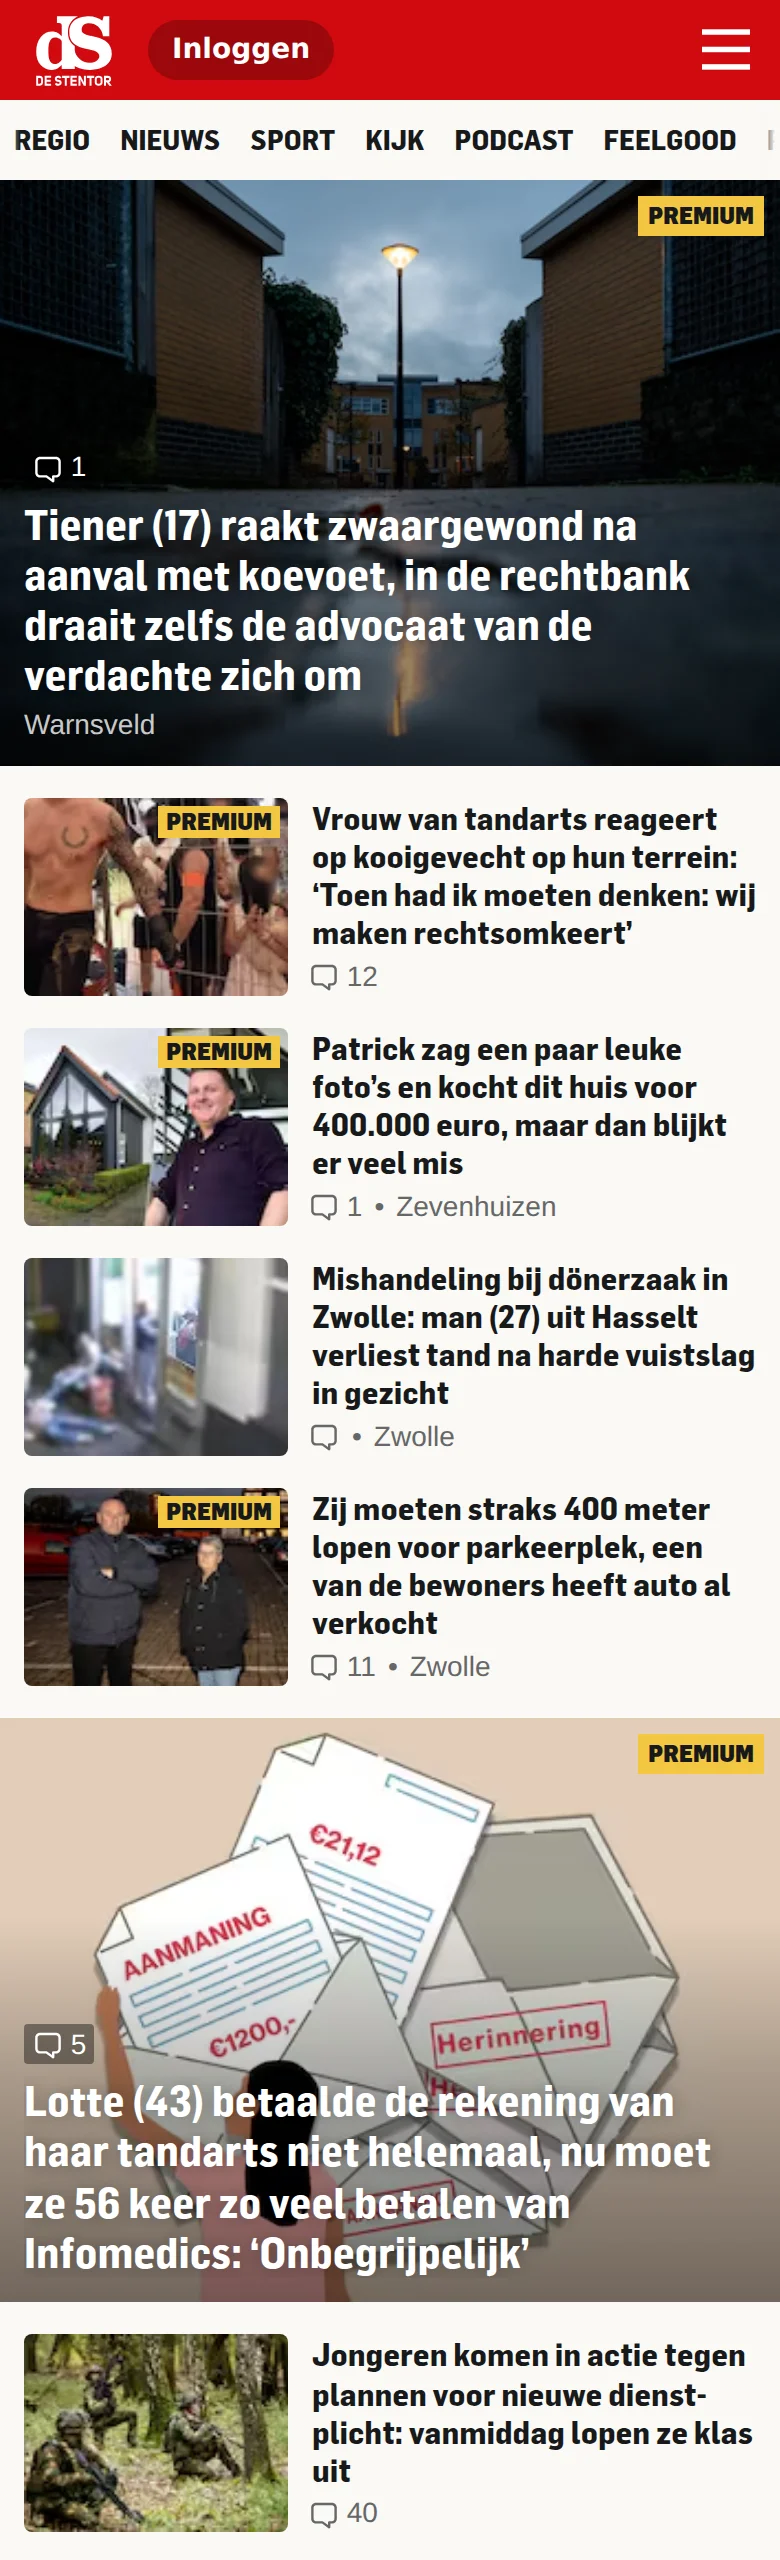 dS
DE STENTOR
Inloggen
REGIO NIEUWS SPORT KIJK PODCAST FEELGOOD
PREMIUM
1
Tiener (17) raakt zwaargewond na
aanval met koevoet, in de rechtbank
draait zelfs de advocaat van de
verdachte zich om
Warnsveld
PREMIUM
Vrouw van tandarts reageert
op kooigevecht op hun terrein:
‘Toen had ik moeten denken: wij
maken rechtsomkeert’
12
PREMIUM
Patrick zag een paar leuke
foto’s en kocht dit huis voor
400.000 euro, maar dan blijkt
er veel mis
1 • Zevenhuizen
Mishandeling bij dönerzaak in
Zwolle: man (27) uit Hasselt
verliest tand na harde vuistslag
in gezicht
• Zwolle
PREMIUM
Zij moeten straks 400 meter
lopen voor parkeerplek, een
van de bewoners heeft auto al
verkocht
11 • Zwolle
PREMIUM
€21,12
AANMANING
€1200,-
Herinnering
5
Lotte (43) betaalde de rekening van
haar tandarts niet helemaal, nu moet
ze 56 keer zo veel betalen van
Infomedics: ‘Onbegrijpelijk’
Jongeren komen in actie tegen
plannen voor nieuwe dienst-
plicht: vanmiddag lopen ze klas
uit
40